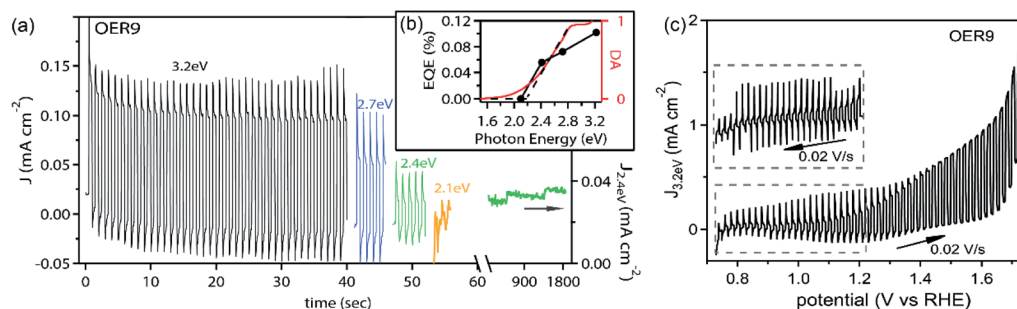 (a)
OER9
J (mA cm⁻²)
0.15
0.10
0.05
0.00
-0.05
3.2eV
2.7eV
2.4eV
2.1eV
0 10 20 30 40 50 60 900 1800
time (sec)
0.04
0.00
J2.4eV (mA cm⁻²)
(b)
EQE (%)
0.12
0.08
0.04
0.00
1
DA
0
1.6 2.0 2.4 2.8 3.2
Photon Energy (eV)
(c)
OER9
J3.2eV (mA cm⁻²)
2
1
0
0.02 V/s
0.02 V/s
0.8 1.0 1.2 1.4 1.6
potential (V vs RHE)